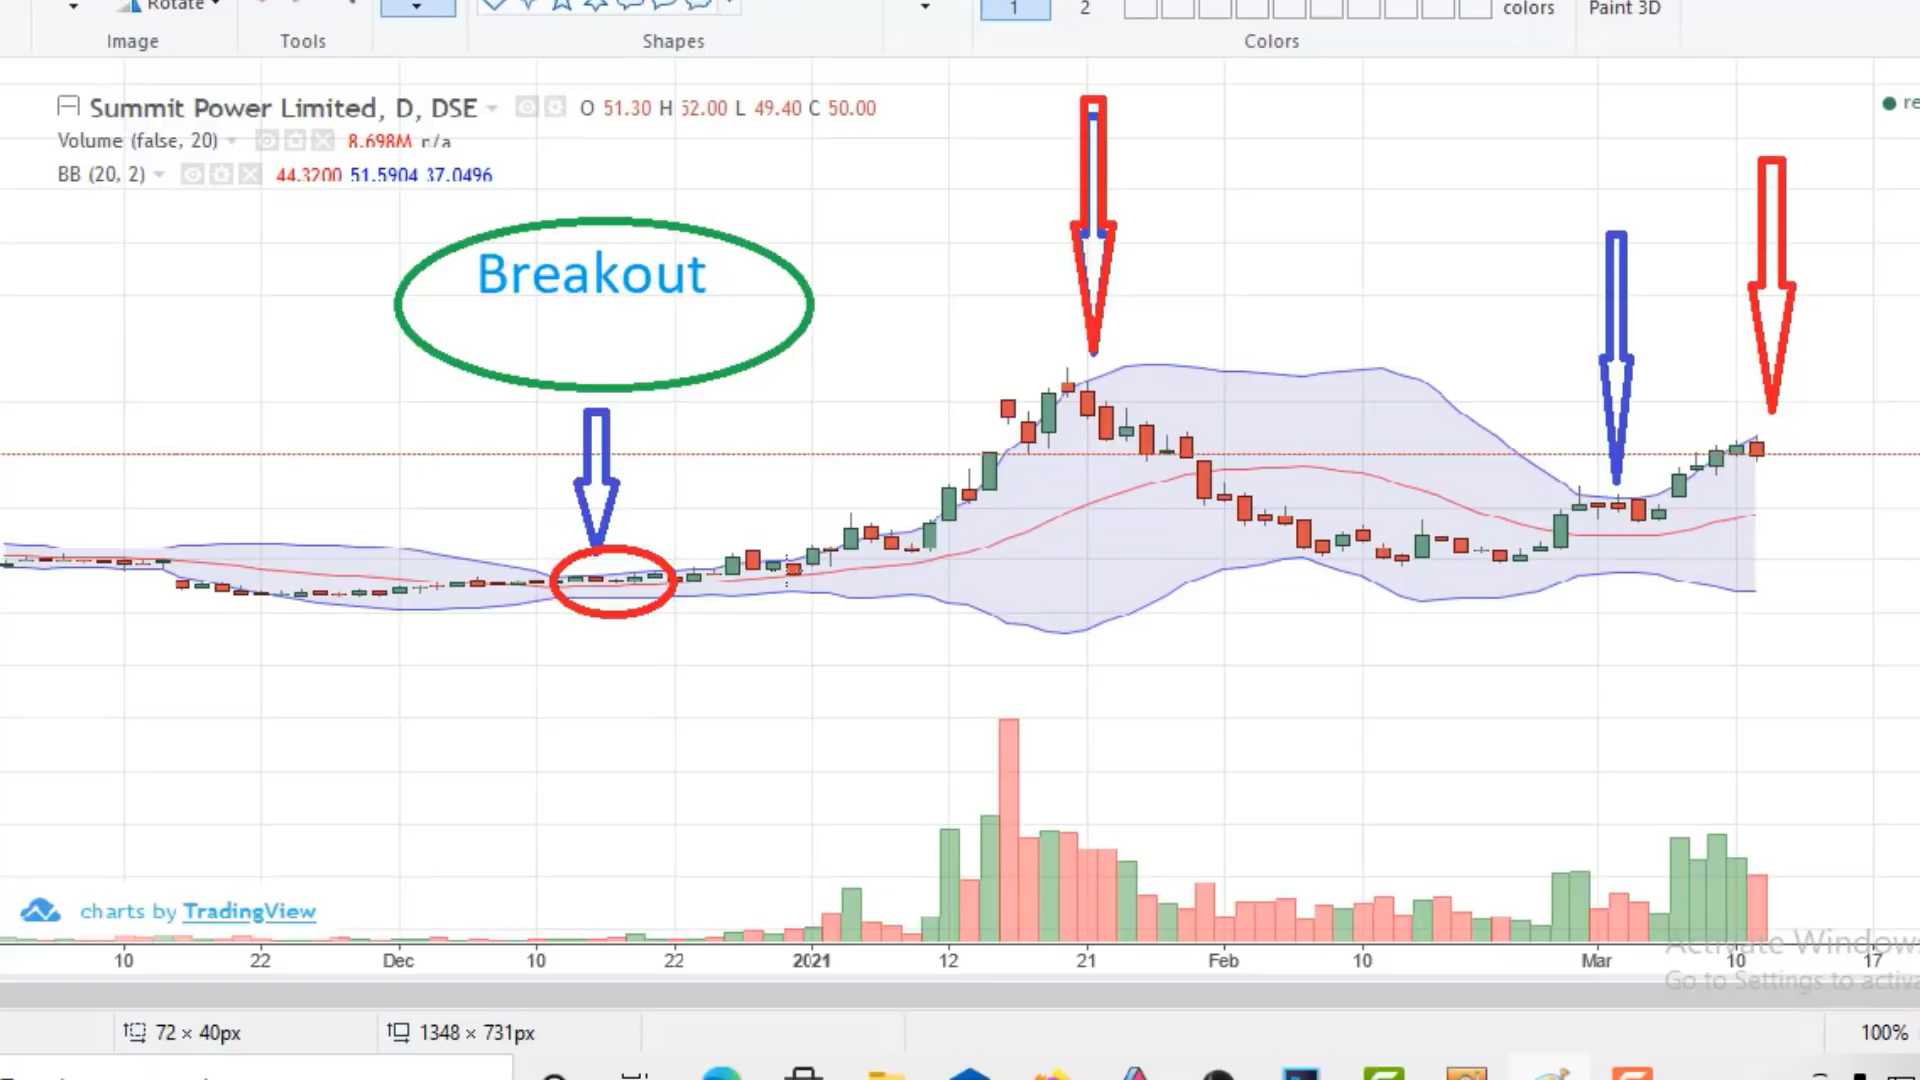 Rotate
Image Tools Shapes Colors
1 2 colors Paint 3D
Summit Power Limited, D, DSE O 51.30 H 52.00 L 49.40 C 50.00
Volume (false, 20) 8.698M n/a
BB (20, 2) 44.3200 51.5904 37.0496
Breakout
charts by TradingView
10 22 Dec 10 22 2021 12 21 Feb 10 Mar 10 17
Activate Windows
Go to Settings to activa
72 × 40px 1348 × 731px 100%